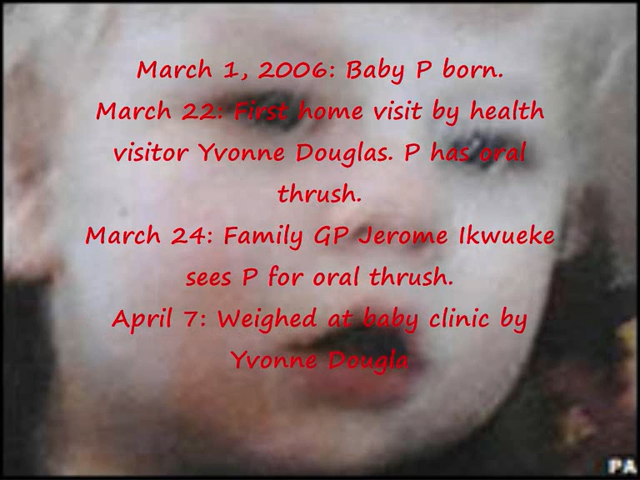 March 1, 2006: Baby P born.
March 22: First home visit by health
visitor Yvonne Douglas. P has oral
thrush.
March 24: Family GP Jerome Ikwueke
sees P for oral thrush.
April 7: Weighed at baby clinic by
Yvonne Dougla
PA